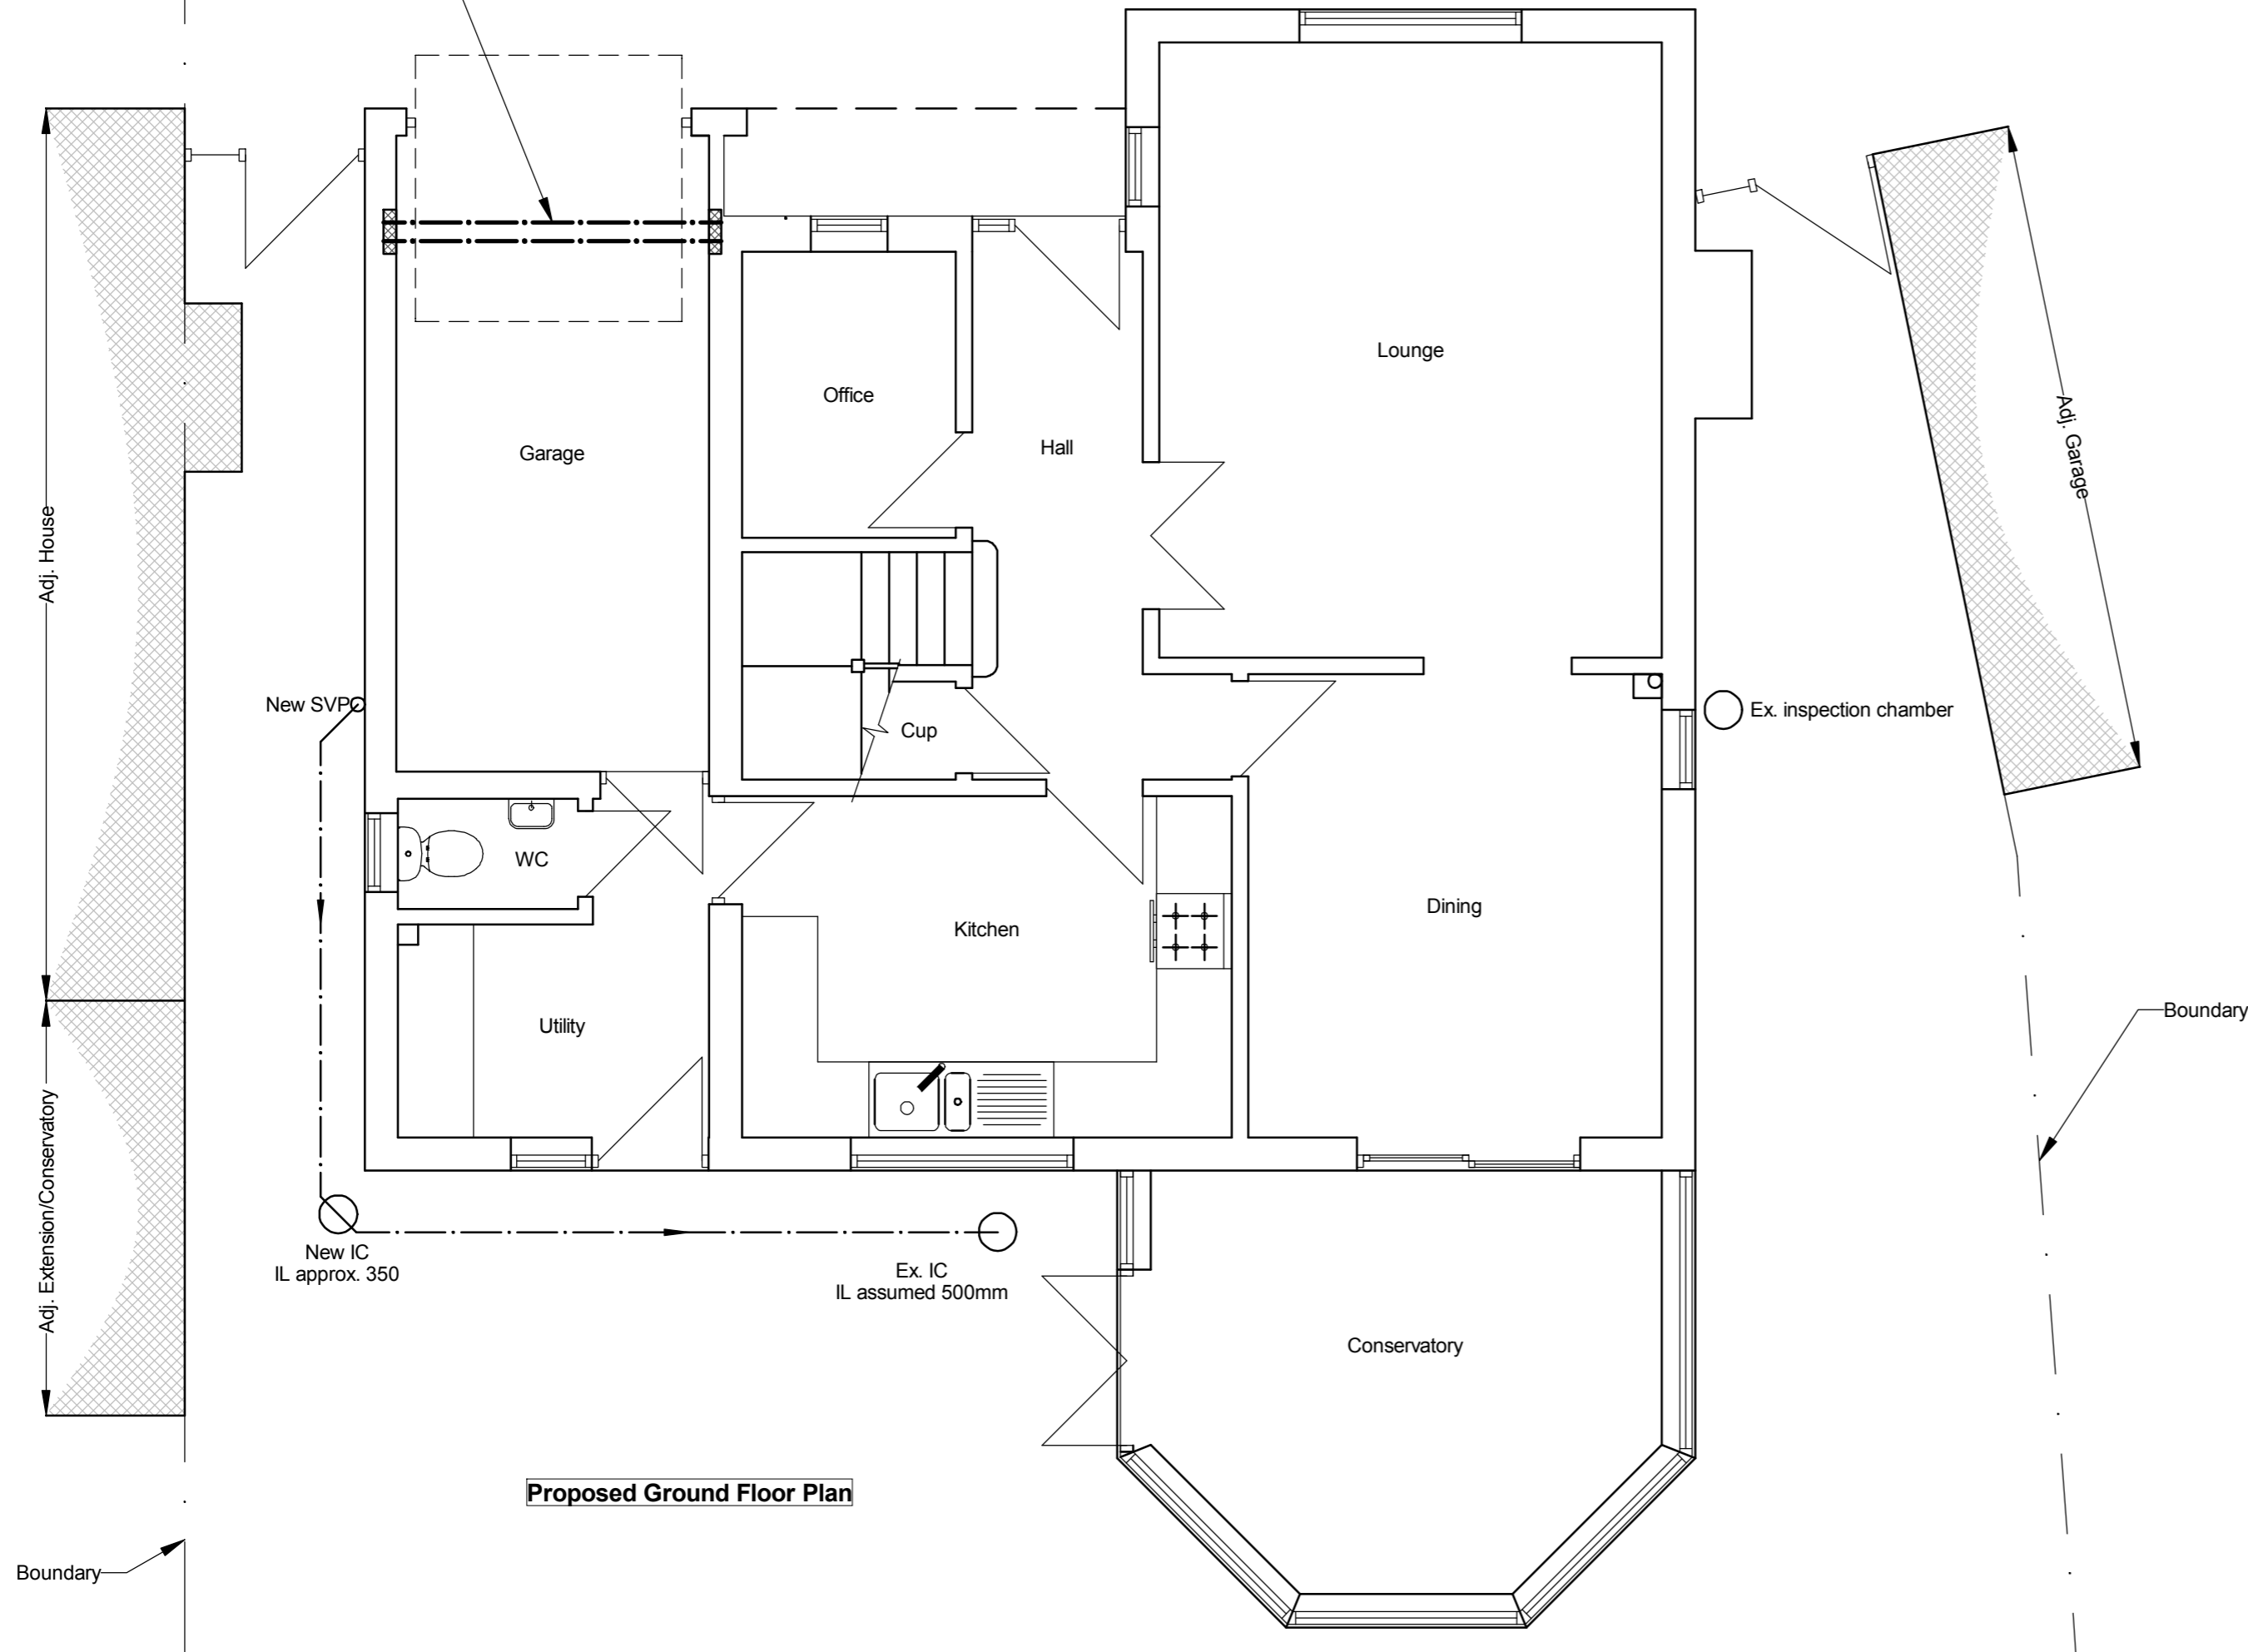 Lounge
Office
Garage
Hall
Adj. Garage
Adj. House
New SVP
Ex. inspection chamber
Cup
WC
Kitchen
Dining
Utility
Boundary
Adj. Extension/Conservatory
New IC
IL approx. 350
Ex. IC
IL assumed 500mm
Conservatory
Proposed Ground Floor Plan
Boundary